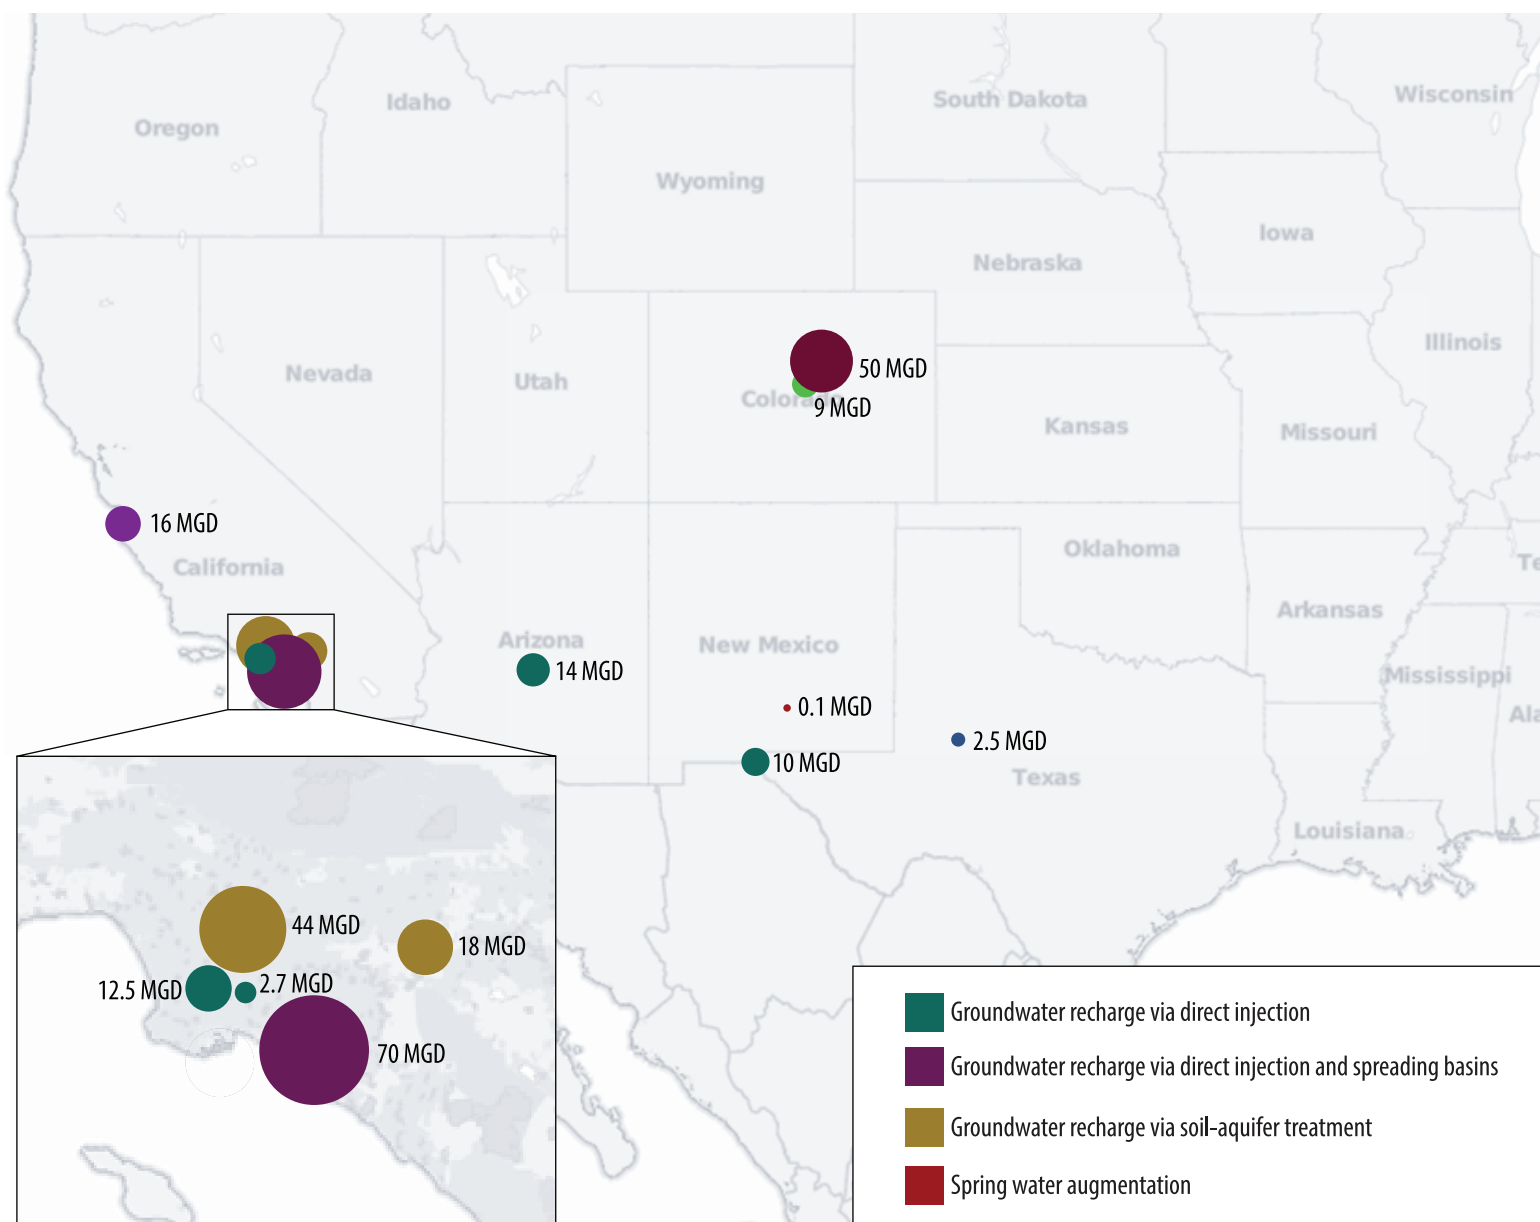 Idaho
South Dakota
Wisconsin
Oregon
Wyoming
Iowa
Nebraska
Illinois
Nevada
Utah
50 MGD
Colorad
9 MGD
Kansas
Missouri
16 MGD
California
Oklahoma
Te
Arkansas
Arizona
New Mexico
14 MGD
Mississippi
0.1 MGD
Ala
2.5 MGD
10 MGD
Texas
Louisiana
44 MGD
18 MGD
12.5 MGD
2.7 MGD
70 MGD
Groundwater recharge via direct injection
Groundwater recharge via direct injection and spreading basins
Groundwater recharge via soil-aquifer treatment
Spring water augmentation